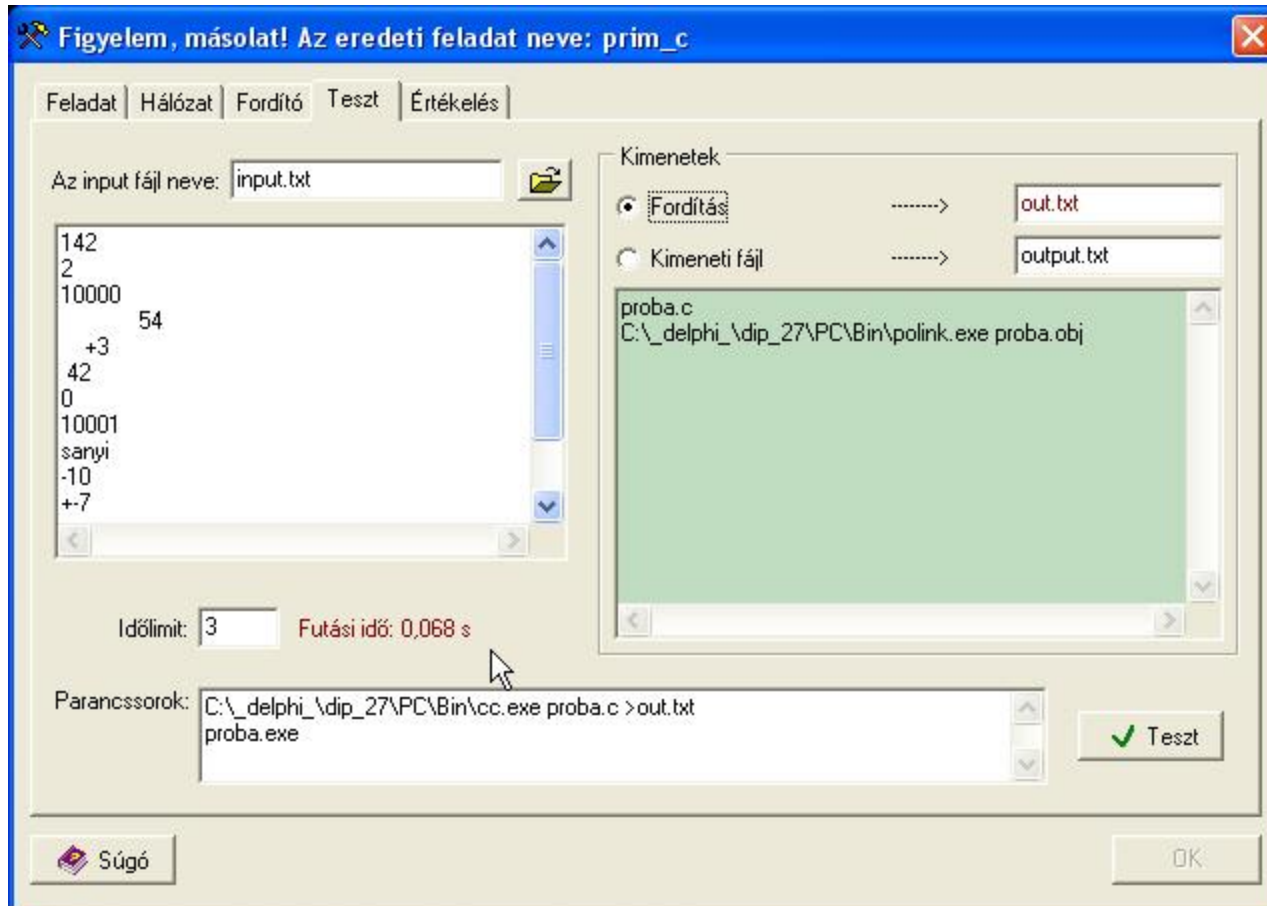 Figyelem, másolat! Az eredeti feladat neve: prim_c
Feladat Hálózat Fordító Teszt Értékelés
Az input fájl neve: input.txt
142
2
10000
54
+3
42
0
10001
sanyi
-10
+-7
Időlimit: 3 Futási idő: 0,068 s
Kimenetek
Fordítás --------> out.txt
Kimeneti fájl --------> output.txt
proba.c
C:\_delphi_\dip_27\PC\Bin\polink.exe proba.obj
Parancssorok: C:\_delphi_\dip_27\PC\Bin\cc.exe proba.c >out.txt
proba.exe
Teszt
Súgó
OK